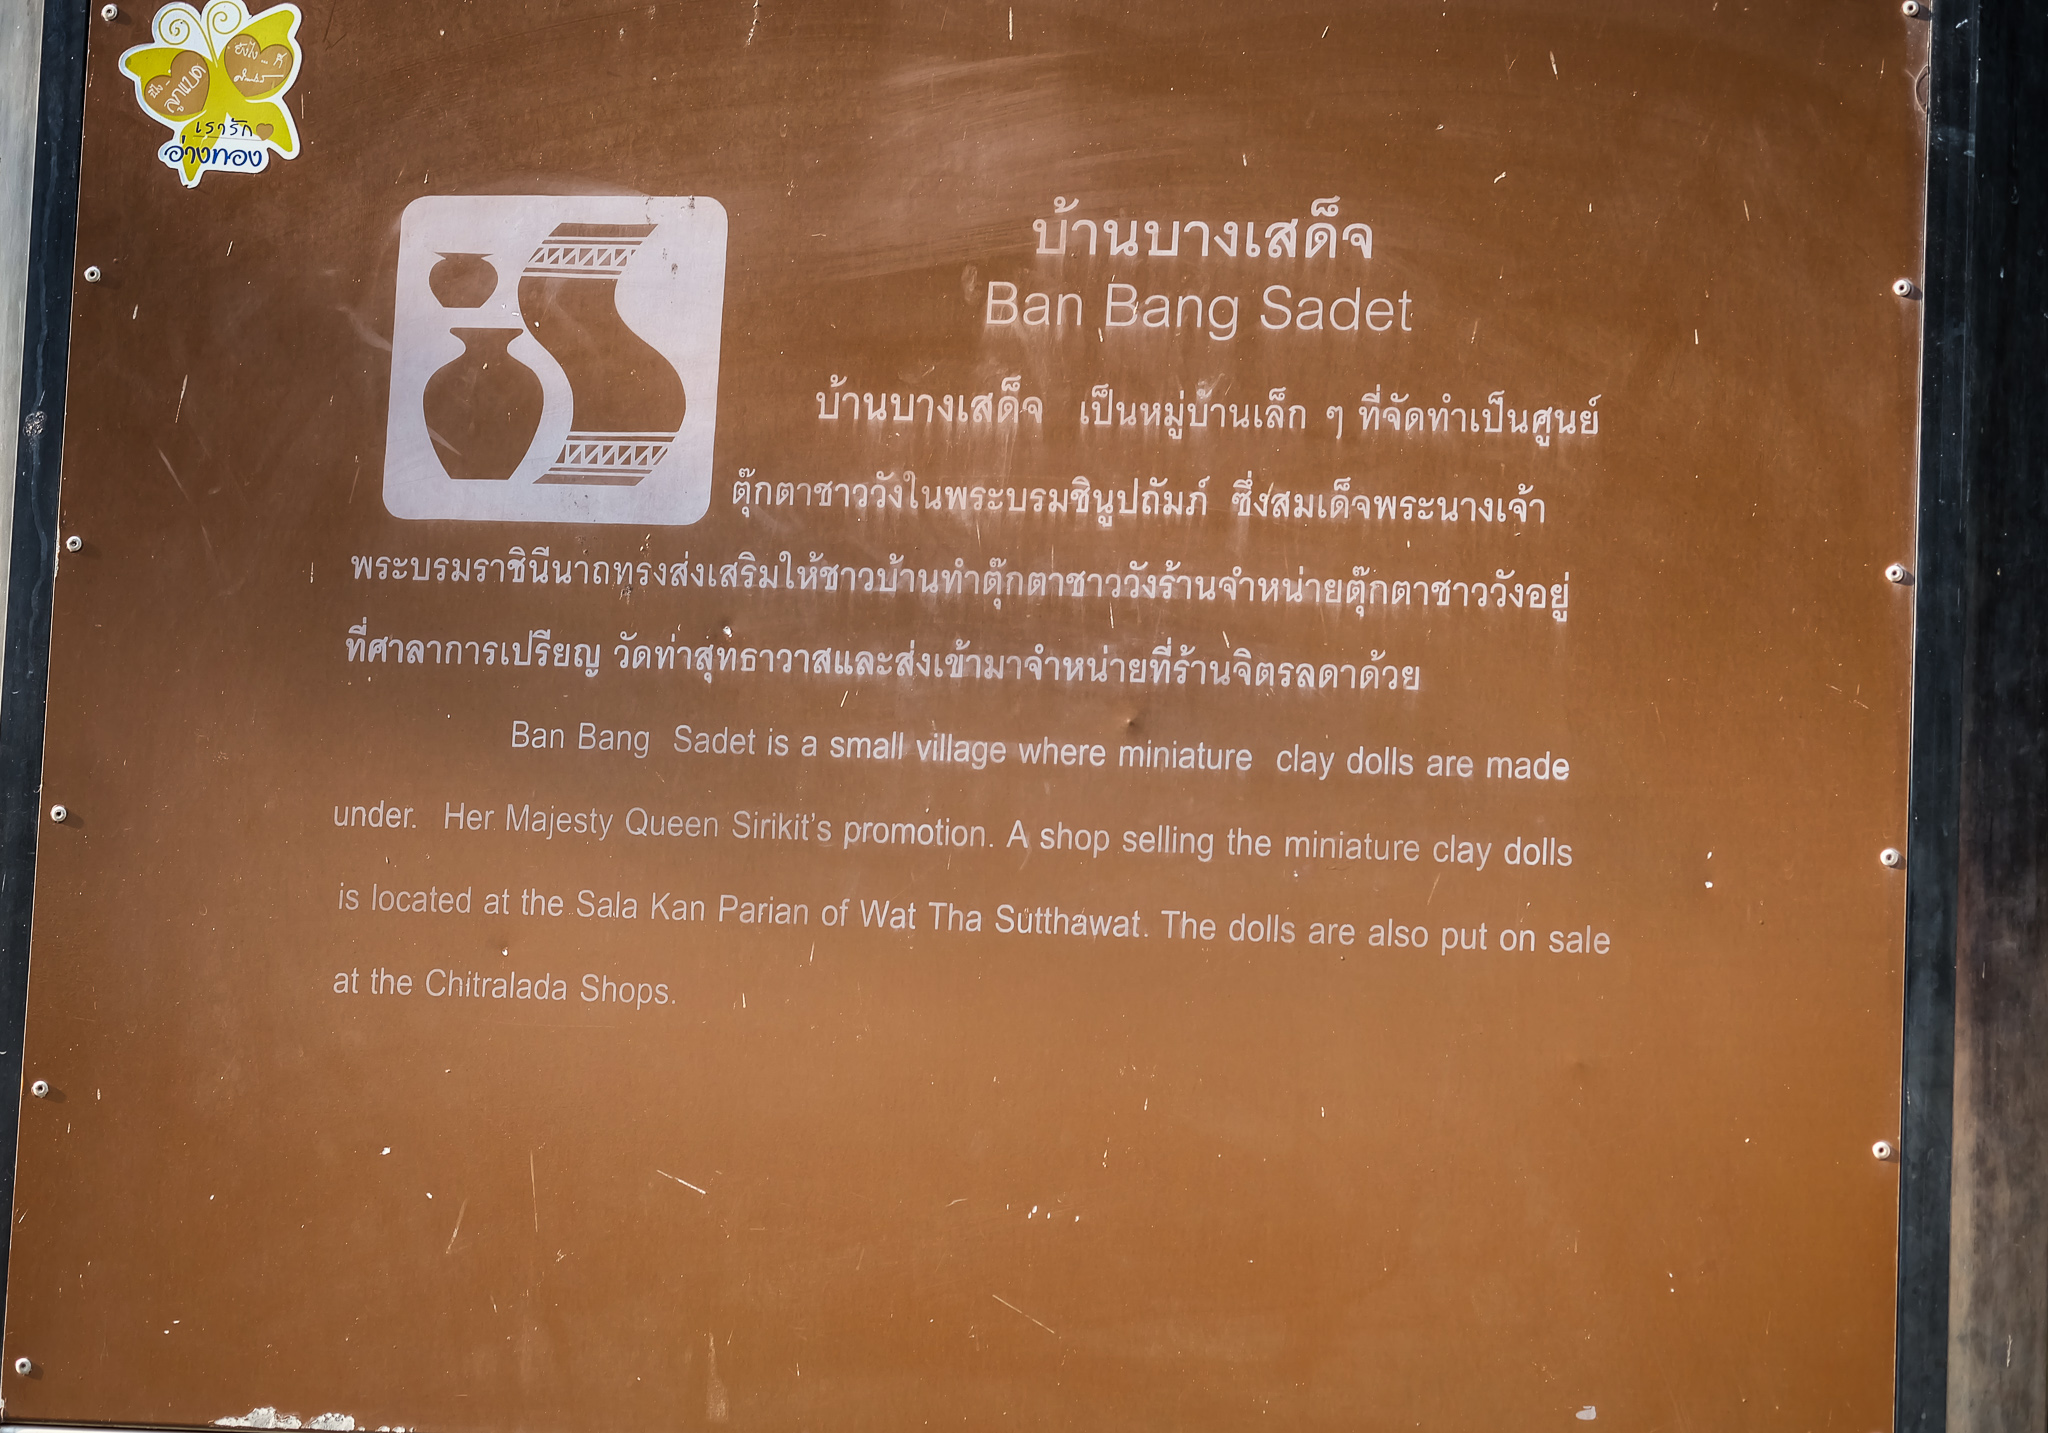 เรารัก
อ่างทอง
บ้านบางเสด็จ
Ban Bang Sadet
บ้านบางเสด็จ เป็นหมู่บ้านเล็ก ๆ ที่จัดทำเป็นศูนย์
ตุ๊กตาชาววังในพระบรมชินูปถัมภ์ ซึ่งสมเด็จพระนางเจ้า
พระบรมราชินีนาถทรงส่งเสริมให้ชาวบ้านทำตุ๊กตาชาววังร้านจำหน่ายตุ๊กตาชาววังอยู่
ที่ศาลาการเปรียญ วัดท่าสุทธาวาสและส่งเข้ามาจำหน่ายที่ร้านจิตรลดาด้วย
Ban Bang Sadet is a small village where miniature clay dolls are made
under. Her Majesty Queen Sirikit's promotion. A shop selling the miniature clay dolls
is located at the Sala Kan Parian of Wat Tha Sutthawat. The dolls are also put on sale
at the Chitralada Shops.